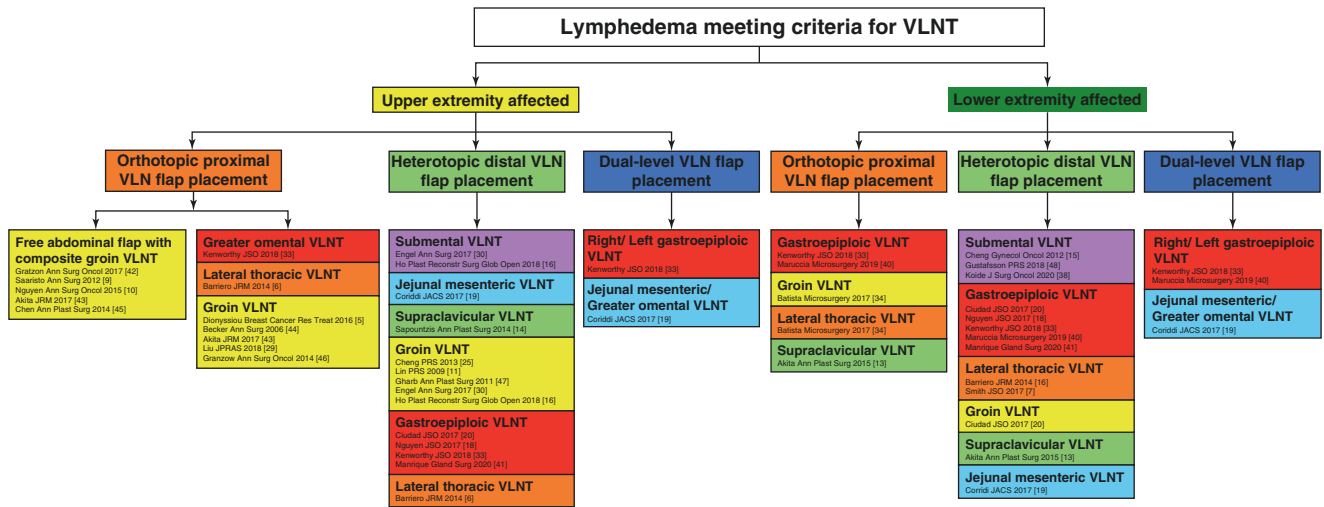 Lymphedema meeting criteria for VLNT
Upper extremity affected
Lower extremity affected
Orthotopic proximal
VLN flap placement
Heterotopic distal VLN
flap placement
Dual-level VLN flap
placement
Orthotopic proximal
VLN flap placement
Heterotopic distal VLN
flap placement
Dual-level VLN flap
placement
Free abdominal flap with
composite groin VLNT
Gratzon Ann Surg Oncol 2017 [42]
Saaristo Ann Surg 2012 [9]
Nguyen Ann Surg Oncol 2015 [10]
Akita JRM 2017 [43]
Chen Ann Plast Surg 2014 [45]
Greater omental VLNT
Kenworthy JSO 2018 [33]
Lateral thoracic VLNT
Barriero JRM 2014 [6]
Groin VLNT
Dionyssiou Breast Cancer Res Treat 2016 [5]
Becker Ann Surg 2006 [44]
Akita JRM 2017 [43]
Liu JPRAS 2018 [29]
Granzow Ann Surg Oncol 2014 [46]
Submental VLNT
Engel Ann Surg 2017 [30]
Ho Plast Reconstr Surg Glob Open 2018 [16]
Jejunal mesenteric VLNT
Coriddi JACS 2017 [19]
Supraclavicular VLNT
Sapountzis Ann Plast Surg 2014 [14]
Groin VLNT
Cheng PRS 2013 [25]
Lin PRS 2009 [11]
Gharb Ann Plast Surg 2011 [47]
Engel Ann Surg 2017 [30]
Ho Plast Reconstr Surg Glob Open 2018 [16]
Gastroepiploic VLNT
Ciudad JSO 2017 [20]
Nguyen JSO 2017 [18]
Kenworthy JSO 2018 [33]
Manrique Gland Surg 2020 [41]
Lateral thoracic VLNT
Barriero JRM 2014 [6]
Right/ Left gastroepiploic
VLNT
Kenworthy JSO 2018 [33]
Jejunal mesenteric/
Greater omental VLNT
Coriddi JACS 2017 [19]
Gastroepiploic VLNT
Kenworthy JSO 2018 [33]
Maruccia Microsurgery 2019 [40]
Groin VLNT
Batista Microsurgery 2017 [34]
Lateral thoracic VLNT
Batista Microsurgery 2017 [34]
Supraclavicular VLNT
Akita Ann Plast Surg 2015 [13]
Submental VLNT
Cheng Gynecol Oncol 2012 [15]
Gustafsson PRS 2018 [48]
Koide J Surg Oncol 2020 [38]
Gastroepiploic VLNT
Ciudad JSO 2017 [20]
Nguyen JSO 2017 [18]
Kenworthy JSO 2018 [33]
Maruccia Microsurgery 2019 [40]
Manrique Gland Surg 2020 [41]
Lateral thoracic VLNT
Barriero JRM 2014 [16]
Smith JSO 2017 [7]
Groin VLNT
Ciudad JSO 2017 [20]
Supraclavicular VLNT
Akita Ann Plast Surg 2015 [13]
Jejunal mesenteric VLNT
Corridi JACS 2017 [19]
Right/ Left gastroepiploic
VLNT
Kenworthy JSO 2018 [33]
Maruccia Microsurgery 2019 [40]
Jejunal mesenteric/
Greater omental VLNT
Coriddi JACS 2017 [19]